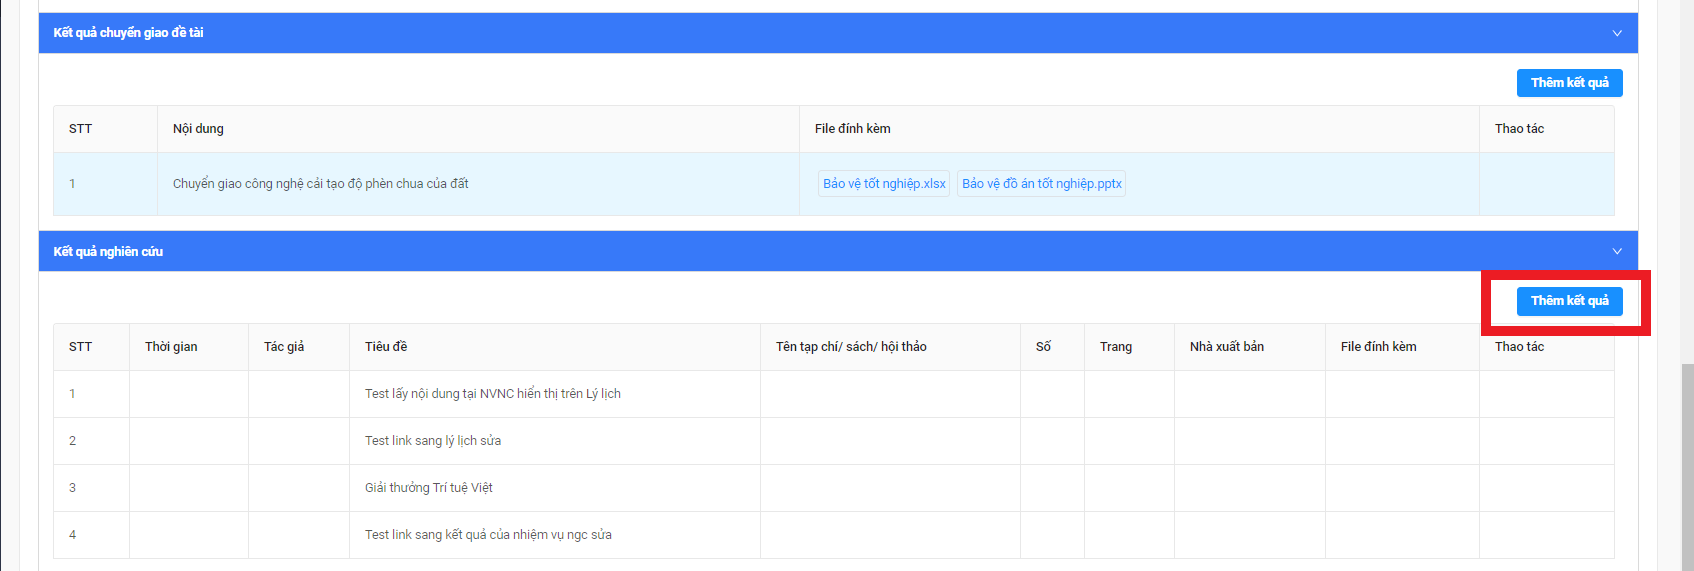 Kết quả chuyển giao đề tài
Thêm kết quả
STT Nội dung File đính kèm Thao tác
1 Chuyển giao công nghệ cải tạo độ phèn chua của đất Bảo vệ tốt nghiệp.xlsx Bảo vệ đồ án tốt nghiệp.pptx
Kết quả nghiên cứu
Thêm kết quả
STT Thời gian Tác giả Tiêu đề Tên tạp chí/ sách/ hội thảo Số Trang Nhà xuất bản File đính kèm Thao tác
1 Test lấy nội dung tại NVNC hiển thị trên Lý lịch
2 Test link sang lý lịch sửa
3 Giải thưởng Trí tuệ Việt
4 Test link sang kết quả của nhiệm vụ ngc sửa